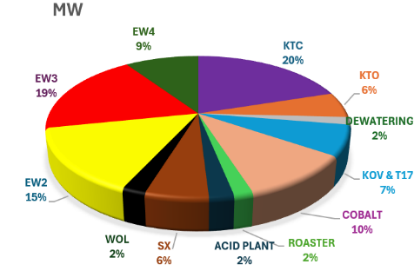 MW
EW4
9%
KTC
20%
KTO
6%
DEWATERING
2%
KOV & T17
7%
COBALT
10%
ROASTER
2%
ACID PLANT
2%
SX
6%
WOL
2%
EW2
15%
EW3
19%